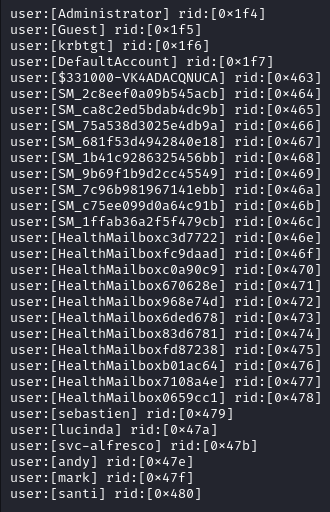 user:[Administrator] rid:[0×1f4]
user:[Guest] rid:[0×1f5]
user:[krbtgt] rid:[0×1f6]
user:[DefaultAccount] rid:[0×1f7]
user:[$331000-VK4ADACQNUCA] rid:[0×463]
user:[SM_2c8eef0a09b545acb] rid:[0×464]
user:[SM_ca8c2ed5bdab4dc9b] rid:[0×465]
user:[SM_75a538d3025e4db9a] rid:[0×466]
user:[SM_681f53d4942840e18] rid:[0×467]
user:[SM_1b41c9286325456bb] rid:[0×468]
user:[SM_9b69f1b9d2cc45549] rid:[0×469]
user:[SM_7c96b981967141ebb] rid:[0×46a]
user:[SM_c75ee099d0a64c91b] rid:[0×46b]
user:[SM_1ffab36a2f5f479cb] rid:[0×46c]
user:[HealthMailboxc3d7722] rid:[0×46e]
user:[HealthMailboxfc9daad] rid:[0×46f]
user:[HealthMailboxc0a90c9] rid:[0×470]
user:[HealthMailbox670628e] rid:[0×471]
user:[HealthMailbox968e74d] rid:[0×472]
user:[HealthMailbox6ded678] rid:[0×473]
user:[HealthMailbox83d6781] rid:[0×474]
user:[HealthMailboxfd87238] rid:[0×475]
user:[HealthMailboxb01ac64] rid:[0×476]
user:[HealthMailbox7108a4e] rid:[0×477]
user:[HealthMailbox0659cc1] rid:[0×478]
user:[sebastien] rid:[0×479]
user:[lucinda] rid:[0×47a]
user:[svc-alfresco] rid:[0×47b]
user:[andy] rid:[0×47e]
user:[mark] rid:[0×47f]
user:[santi] rid:[0×480]